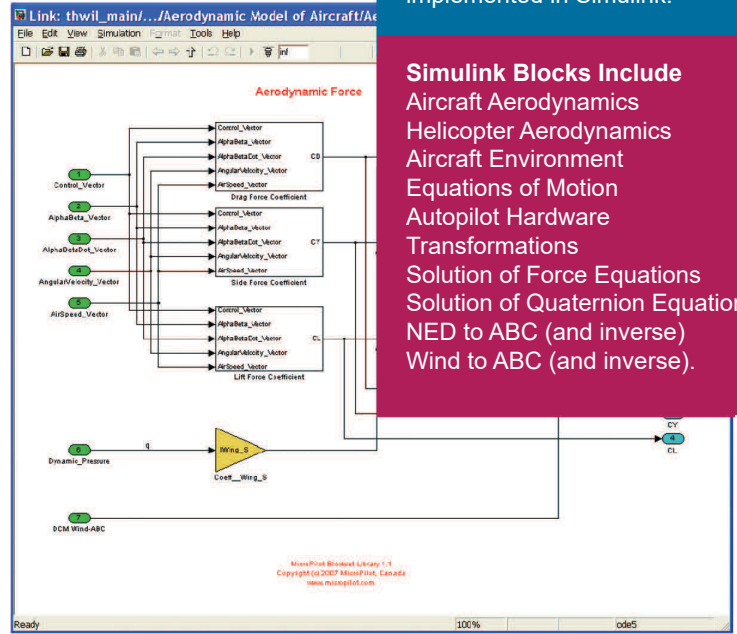 Link: thwil_main/.../Aerodynamic Model of Aircraft/Ae
File Edit View Simulation Format Tools Help
inf
implemented in Simulink.
Simulink Blocks Include
Aircraft Aerodynamics
Helicopter Aerodynamics
Aircraft Environment
Equations of Motion
Autopilot Hardware
Transformations
Solution of Force Equations
Solution of Quaternion Equation
NED to ABC (and inverse)
Wind to ABC (and inverse).
Aerodynamic Force
Control_Vector
AlphaBeta_Vector
AlphaBetaDot_Vector CD
AngularVelocity_Vector
AirSpeed_Vector
Drag Force Coefficient
1
Control_Vector
2
AlphaBeta_Vector
3
AlphaBetaDot_Vector
4
AngularVelocity_Vector
5
AirSpeed_Vector
Control_Vector
AlphaBeta_Vector
AlphaBetaDot_Vector CY
AngularVelocity_Vector
AirSpeed_Vector
Side Force Coefficient
Control_Vector
AlphaBeta_Vector
AlphaBetaDot_Vector CL
AngularVelocity_Vector
AirSpeed_Vector
Lift Force Coefficient
CY
4
CL
6
Dynamic_Pressure
q
Wing_S
Coeff__Wing_S
7
DCM Wind-ABC
MicroPilot Blockset Library 1.1
Copyright (c) 2007 MicroPilot, Canada
www.micropilot.com
Ready 100% ode5